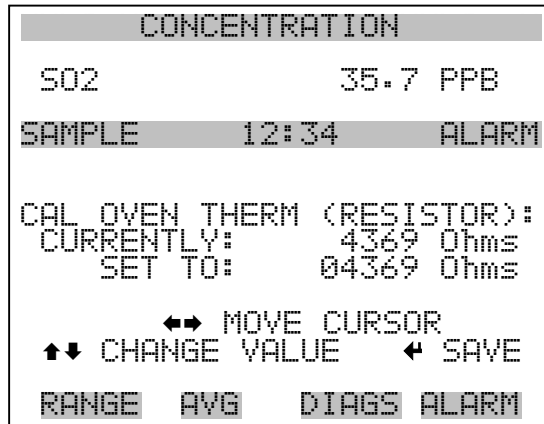 CONCENTRATION
SO2 35.7 PPB
SAMPLE 12:34 ALARM
CAL OVEN THERM (RESISTOR):
CURRENTLY: 4369 Ohms
SET TO: 04369 Ohms
←→ MOVE CURSOR
↑↓ CHANGE VALUE ↵ SAVE
RANGE AVG DIAGS ALARM